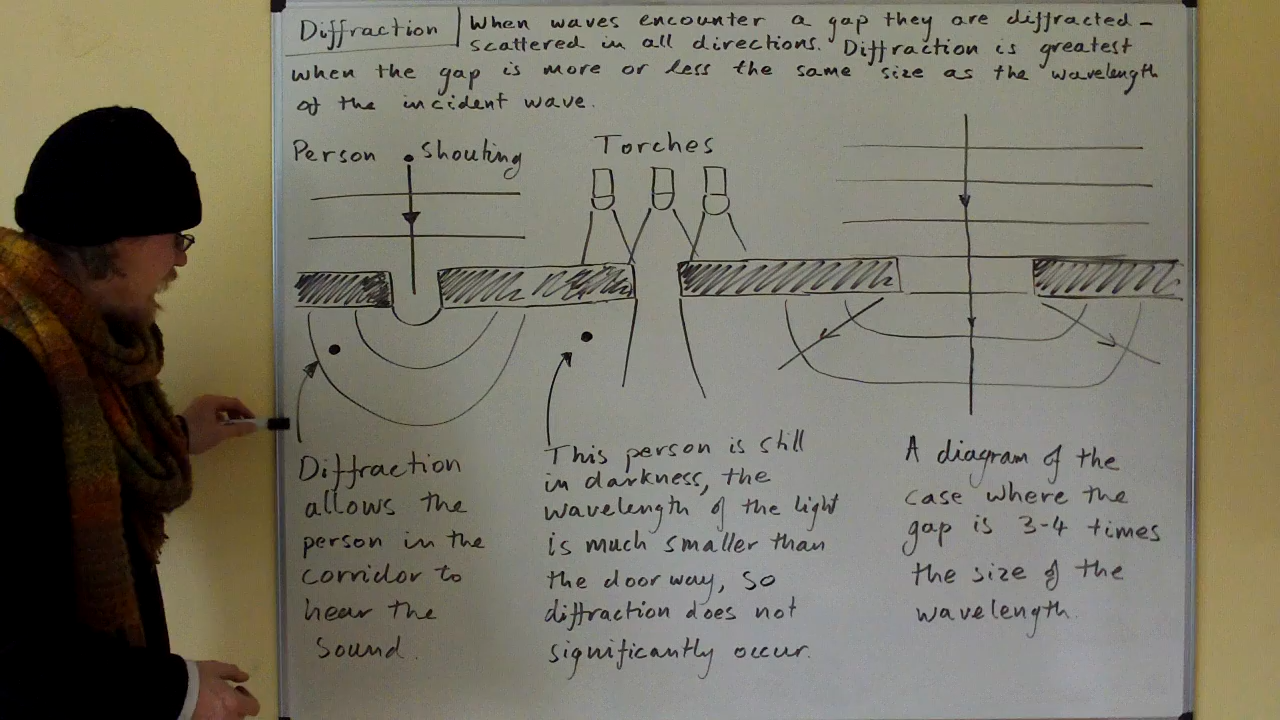 Diffraction
When waves encounter a gap they are diffracted -
scattered in all directions. Diffraction is greatest
when the gap is more or less the same size as the wavelength
of the incident wave.
Person shouting
Torches
Diffraction
allows the
person in the
corridor to
hear the
sound.
This person is still
in darkness, the
wavelength of the light
is much smaller than
the doorway, so
diffraction does not
significantly occur.
A diagram of the
case where the
gap is 3-4 times
the size of the
wavelength.